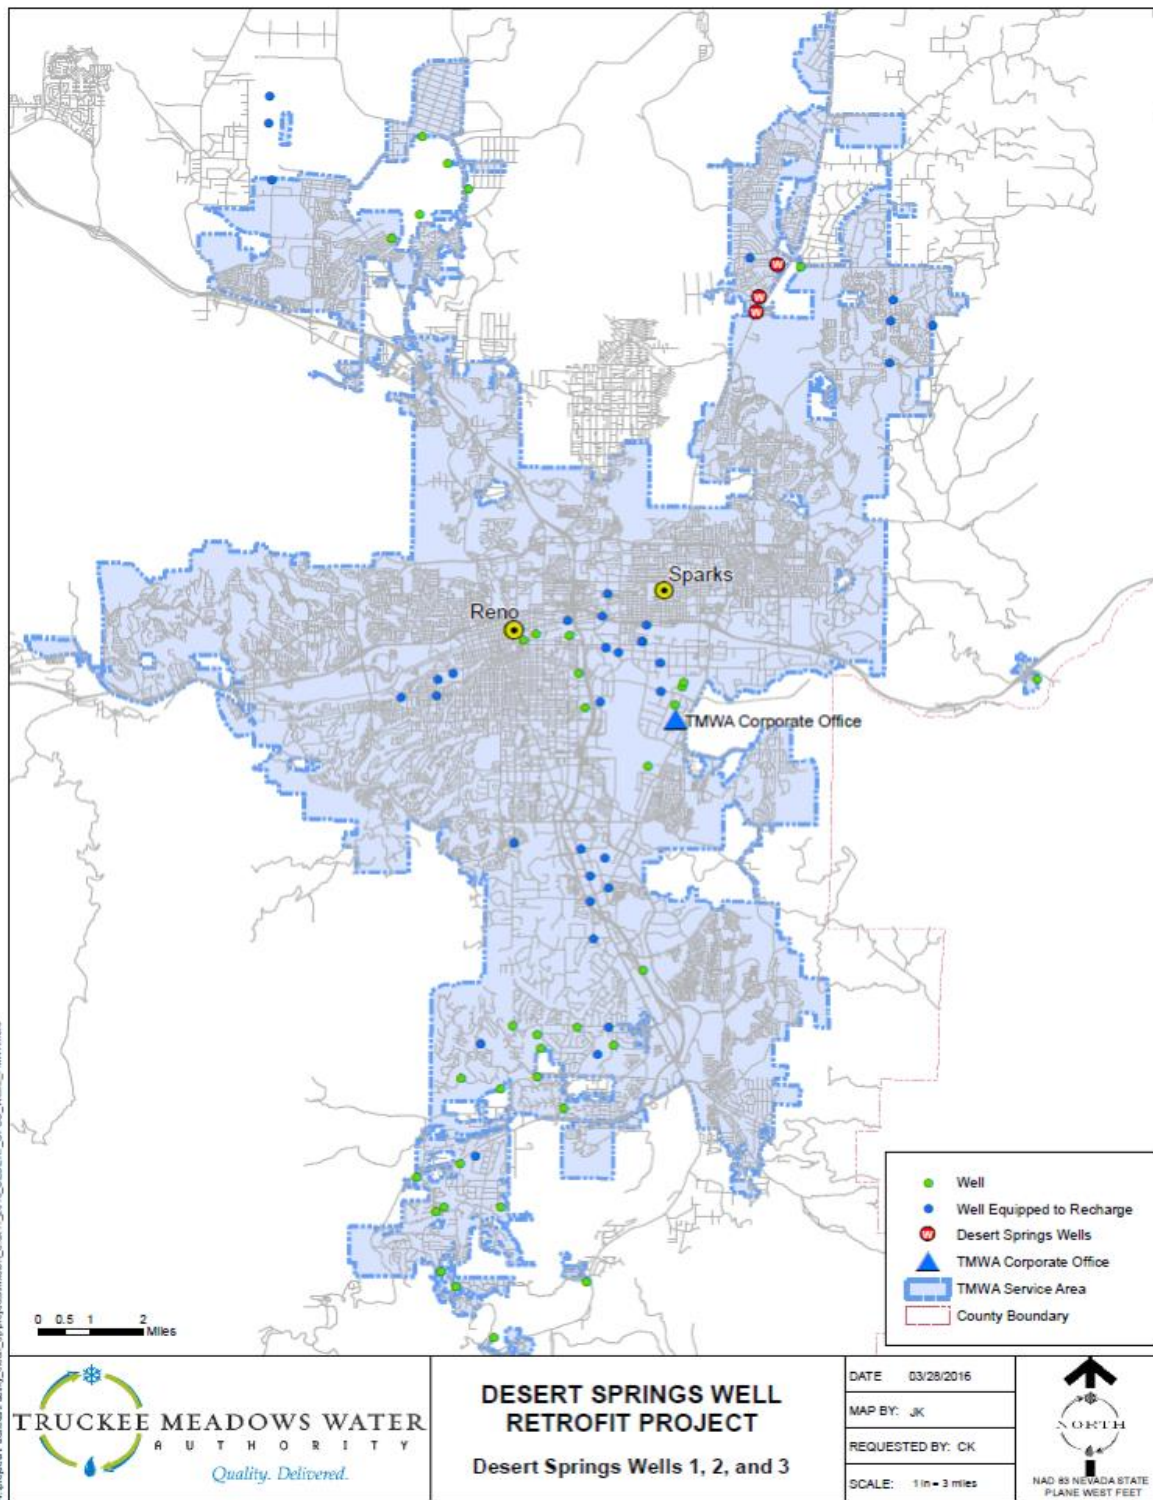 Sparks
Reno
TMWA Corporate Office
Well
Well Equipped to Recharge
W
Desert Springs Wells
TMWA Corporate Office
TMWA Service Area
County Boundary
0 0.5 1 2
Miles
TRUCKEE MEADOWS WATER
AUTHORITY
Quality. Delivered.
DESERT SPRINGS WELL
RETROFIT PROJECT
Desert Springs Wells 1, 2, and 3
DATE 03/28/2016
MAP BY: JK
REQUESTED BY: CK
SCALE: 1 in = 3 miles
NORTH
NAD 83 NEVADA STATE
PLANE WEST FEET
W
W
W